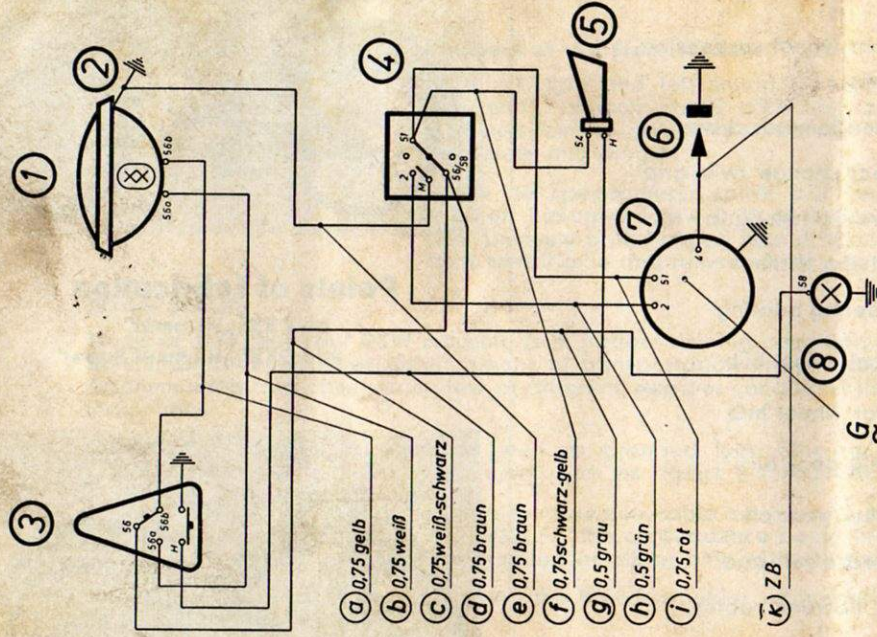 1
2
3
4
5
6
7
8
56a
56b
56
56a
56b
H
51
2
M
56/58
54
H
51
2
4
58
G
~
a 0,75 gelb
b 0,75 weiß
c 0,75 weiß-schwarz
d 0,75 braun
e 0,75 braun
f 0,75 schwarz-gelb
g 0,5 grau
h 0,5 grün
i 0,75 rot
(k) ZB